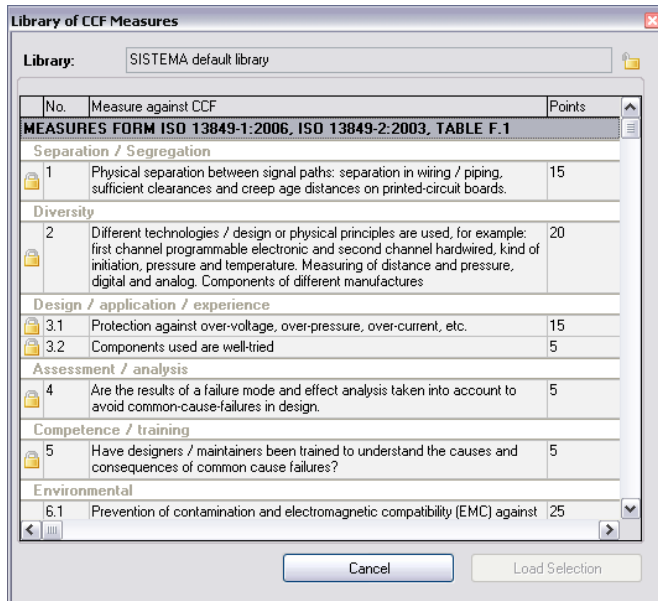 Library of CCF Measures
Library: SISTEMA default library
No. Measure against CCF Points
MEASURES FORM ISO 13849-1:2006, ISO 13849-2:2003, TABLE F.1
Separation / Segregation
1 Physical separation between signal paths: separation in wiring / piping, 15
sufficient clearances and creep age distances on printed-circuit boards.
Diversity
2 Different technologies / design or physical principles are used, for example: 20
first channel programmable electronic and second channel hardwired, kind of
initiation, pressure and temperature. Measuring of distance and pressure,
digital and analog. Components of different manufactures
Design / application / experience
3.1 Protection against over-voltage, over-pressure, over-current, etc. 15
3.2 Components used are well-tried 5
Assessment / analysis
4 Are the results of a failure mode and effect analysis taken into account to 5
avoid common-cause-failures in design.
Competence / training
5 Have designers / maintainers been trained to understand the causes and 5
consequences of common cause failures?
Environmental
6.1 Prevention of contamination and electromagnetic compatibility (EMC) against 25
Cancel Load Selection